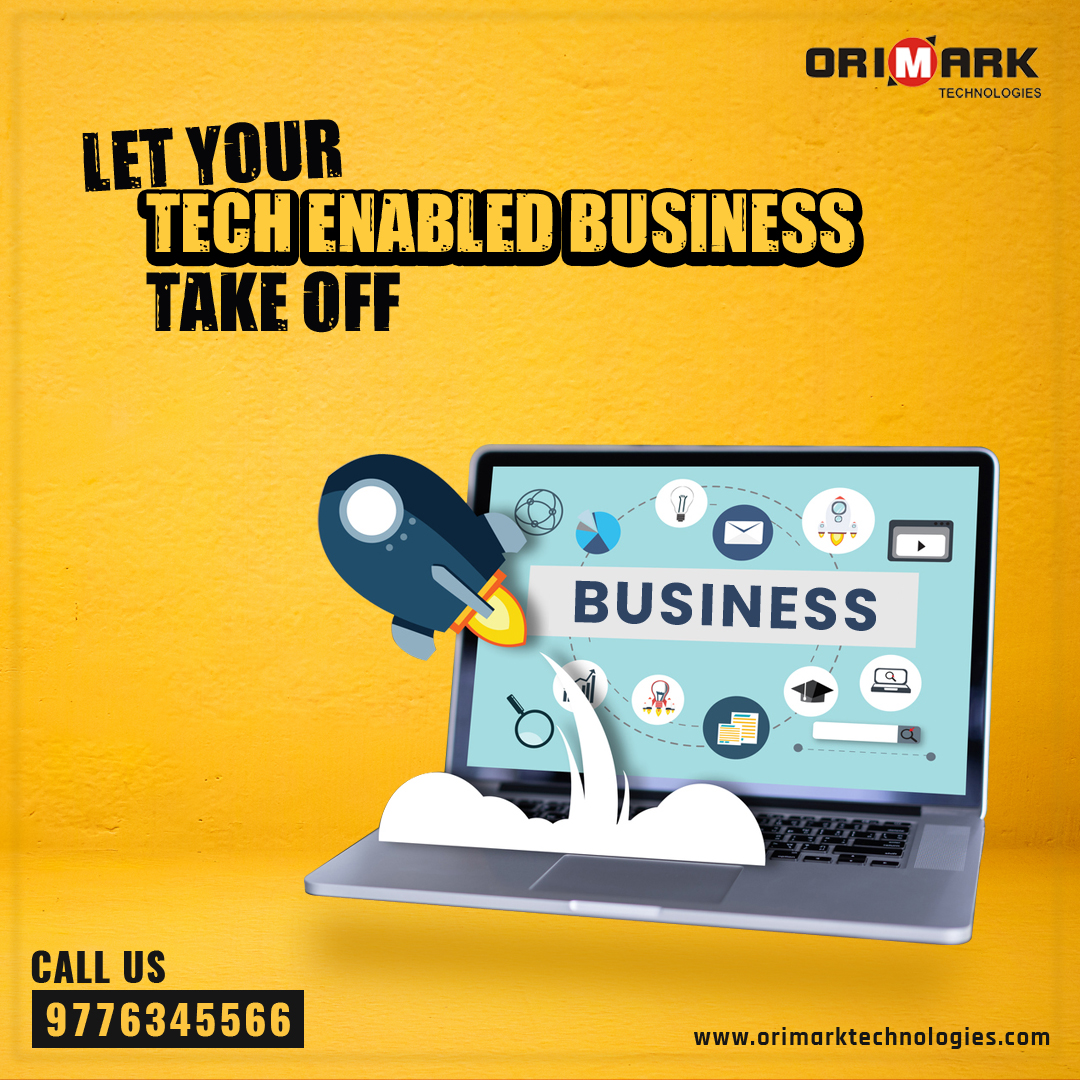 ORIMARK
TECHNOLOGIES
LET YOUR
TECH ENABLED BUSINESS
TAKE OFF
BUSINESS
CALL US
9776345566
www.orimarktechnologies.com